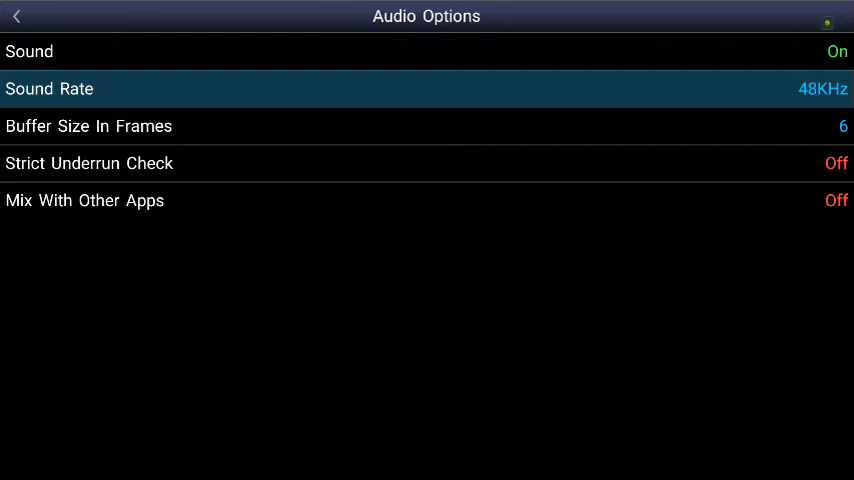 Audio Options
Sound On
Sound Rate 48KHz
Buffer Size In Frames 6
Strict Underrun Check Off
Mix With Other Apps Off